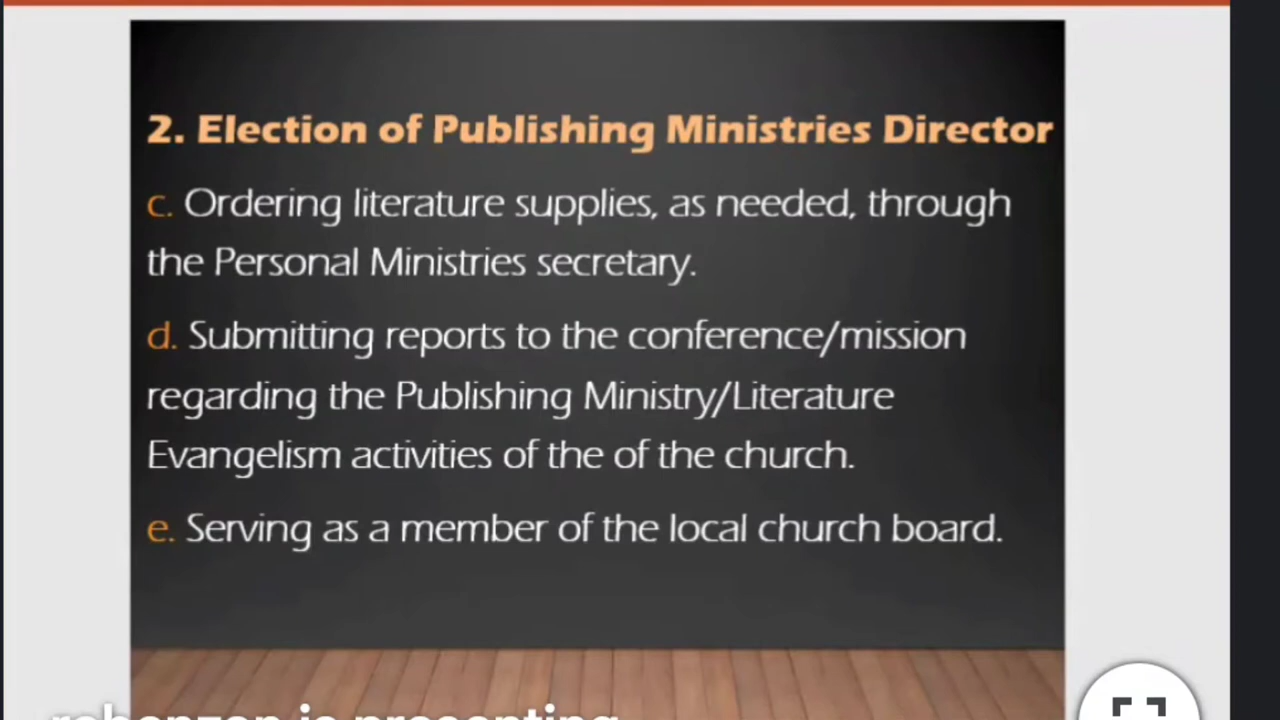 2. Election of Publishing Ministries Director
c. Ordering literature supplies, as needed, through
the Personal Ministries secretary.
d. Submitting reports to the conference/mission
regarding the Publishing Ministry/Literature
Evangelism activities of the of the church.
e. Serving as a member of the local church board.
is presenting